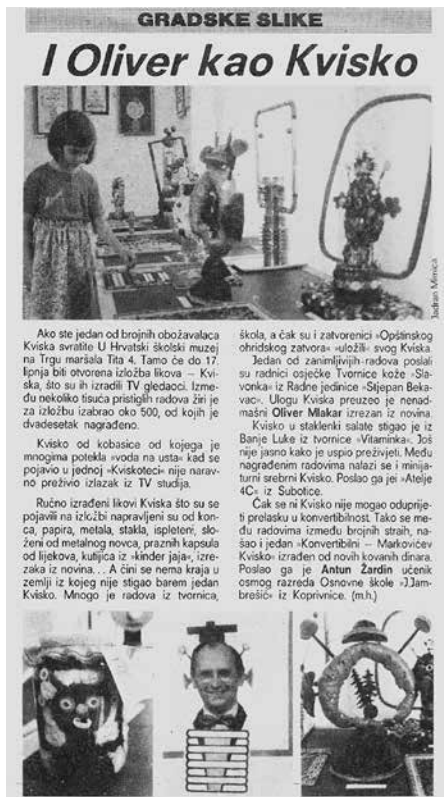 GRADSKE SLIKE
I Oliver kao Kvisko
Jadran Mimica
Ako ste jedan od brojnih obožavalaca
Kviska svratite U Hrvatski školski muzej
na Trgu maršala Tita 4. Tamo će do 17.
lipnja biti otvorena izložba likova — Kvi-
ska, što su ih izradili TV gledaoci. Izme-
đu nekoliko tisuća pristiglih radova žiri je
za izložbu izabrao oko 500, od kojih je
dvadesetak nagrađeno.
Kvisko od kobasice od kojega je
mnogima potekla »voda na usta« kad se
pojavio u jednoj »Kviskoteci« nije narav-
no preživio izlazak iz TV studija.
Ručno izrađeni likovi Kviska što su se
pojavili na izložbi napravljeni su od kon-
ca, papira, metala, stakla, ispleteni, slo-
ženi od metalnog novca, praznih kapsula
od lijekova, kutijica iz »kinder jaja«, izre-
zaka iz novina... A čini se nema kraja u
zemlji iz kojeg nije stigao barem jedan
Kvisko. Mnogo je radova iz tvornica,
škola, a čak su i zatvorenici »Opštinskog
ohridskog zatvora« »uložili« svog Kviska.
Jedan od zanimljivijih radova poslali
su radnici osječke Tvornice kože »Sla-
vonka« iz Radne jedinice »Stjepan Beka-
vac«. Ulogu Kviska preuzeo je nenad-
mašni Oliver Mlakar izrezan iz novina.
Kvisko u staklenki salate stigao je iz
Banje Luke iz tvornice »Vitaminka«. Još
nije jasno kako je uspio preživjeti. Među
nagrađenim radovima nalazi se i minija-
turni srebrni Kvisko. Poslao ga jei »Atelje
4C« iz Subotice.
Čak se ni Kvisko nije mogao oduprije-
ti prelasku u konvertibilnost. Tako se me-
đu radovima između brojnih straih, na-
šao i jedan »Konvertibilni — Markovićev
Kvisko« izrađen od novih kovanih dinara.
Poslao ga je Antun Žardin učenik
osmog razreda Osnovne škole »J.Jam-
brešić« iz Koprivnice. (m.h.)